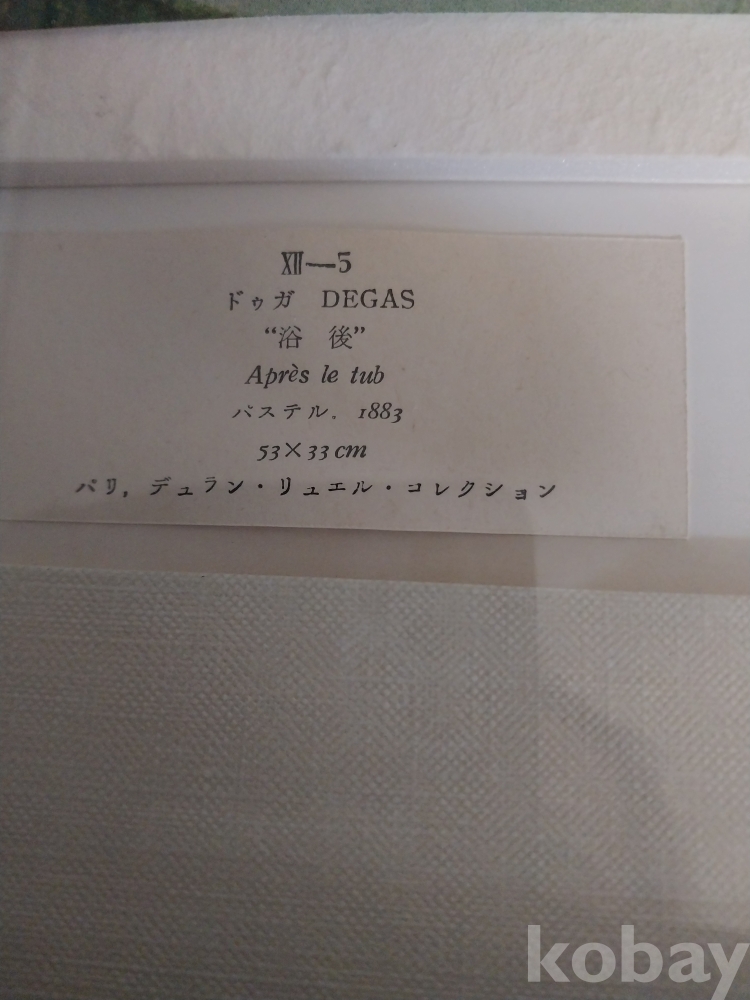 XII—5
ドゥガ DEGAS
“浴 後”
Après le tub
パステル. 1883
53×33 cm
パリ, デュラン・リュエル・コレクション
kobay